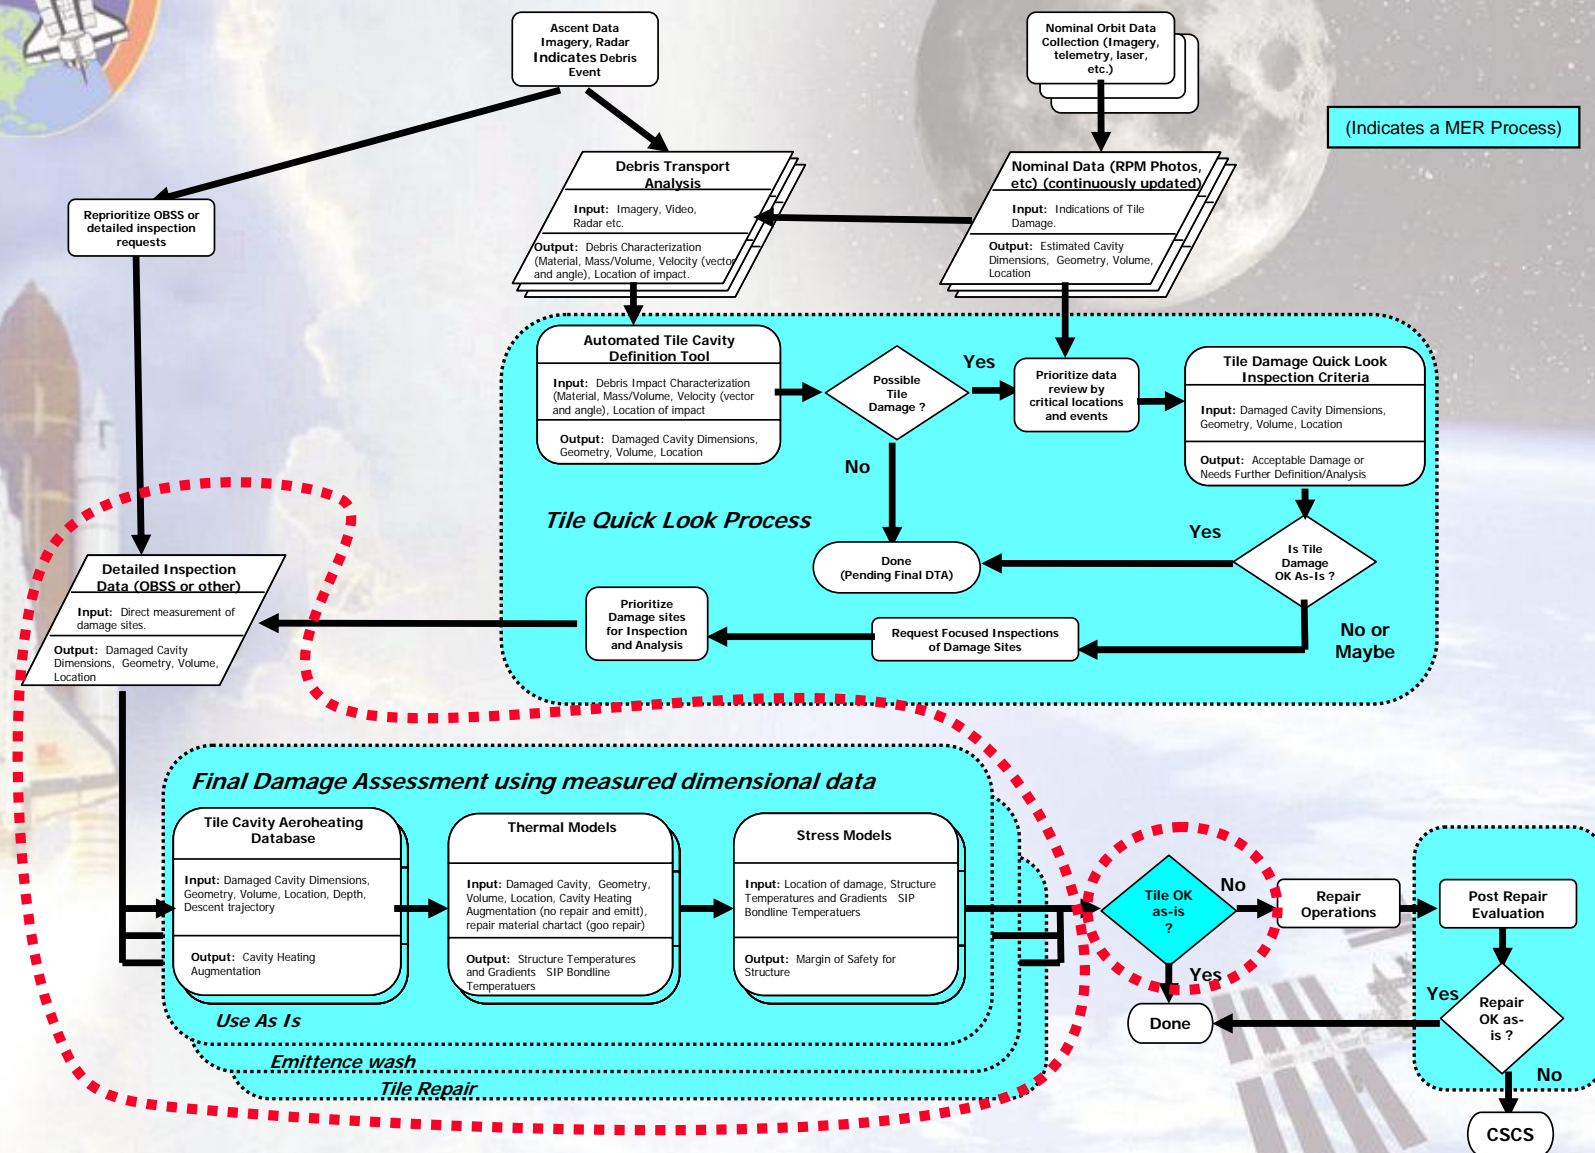 Ascent Data
Imagery, Radar
Indicates Debris
Event
Nominal Orbit Data
Collection (Imagery,
telemetry, laser,
etc.)
(Indicates a MER Process)
Debris Transport
Analysis
Input: Imagery, Video,
Radar etc.
Output: Debris Characterization
(Material, Mass/Volume, Velocity (vector
and angle), Location of impact.
Nominal Data (RPM Photos,
etc) (continuously updated)
Input: Indications of Tile
Damage.
Output: Estimated Cavity
Dimensions, Geometry, Volume,
Location
Reprioritize OBSS or
detailed inspection
requests
Automated Tile Cavity
Definition Tool
Input: Debris Impact Characterization
(Material, Mass/Volume, Velocity (vector
and angle), Location of impact
Output: Damaged Cavity Dimensions,
Geometry, Volume, Location
Possible
Tile
Damage ?
Yes
No
Prioritize data
review by
critical locations
and events
Tile Damage Quick Look
Inspection Criteria
Input: Damaged Cavity Dimensions,
Geometry, Volume, Location
Output: Acceptable Damage or
Needs Further Definition/Analysis
Tile Quick Look Process
Done
(Pending Final DTA)
Yes
Is Tile
Damage
OK As-Is ?
No or
Maybe
Request Focused Inspections
of Damage Sites
Prioritize
Damage sites
for Inspection
and Analysis
Detailed Inspection
Data (OBSS or other)
Input: Direct measurement of
damage sites.
Output: Damaged Cavity
Dimensions, Geometry, Volume,
Location
Final Damage Assessment using measured dimensional data
Tile Cavity Aeroheating
Database
Input: Damaged Cavity Dimensions,
Geometry, Volume, Location, Depth,
Descent trajectory
Output: Cavity Heating
Augmentation
Thermal Models
Input: Damaged Cavity, Geometry,
Volume, Location, Cavity Heating
Augmentation (no repair and emitt),
repair material chartact (goo repair)
Output: Structure Temperatures
and Gradients SIP Bondline
Temperatuers
Stress Models
Input: Location of damage, Structure
Temperatures and Gradients SIP
Bondline Temperatuers
Output: Margin of Safety for
Structure
Use As Is
Emittence wash
Tile Repair
Tile OK
as-is
?
No
Yes
Done
Repair
Operations
Post Repair
Evaluation
Yes
Repair
OK as-
is ?
No
CSCS